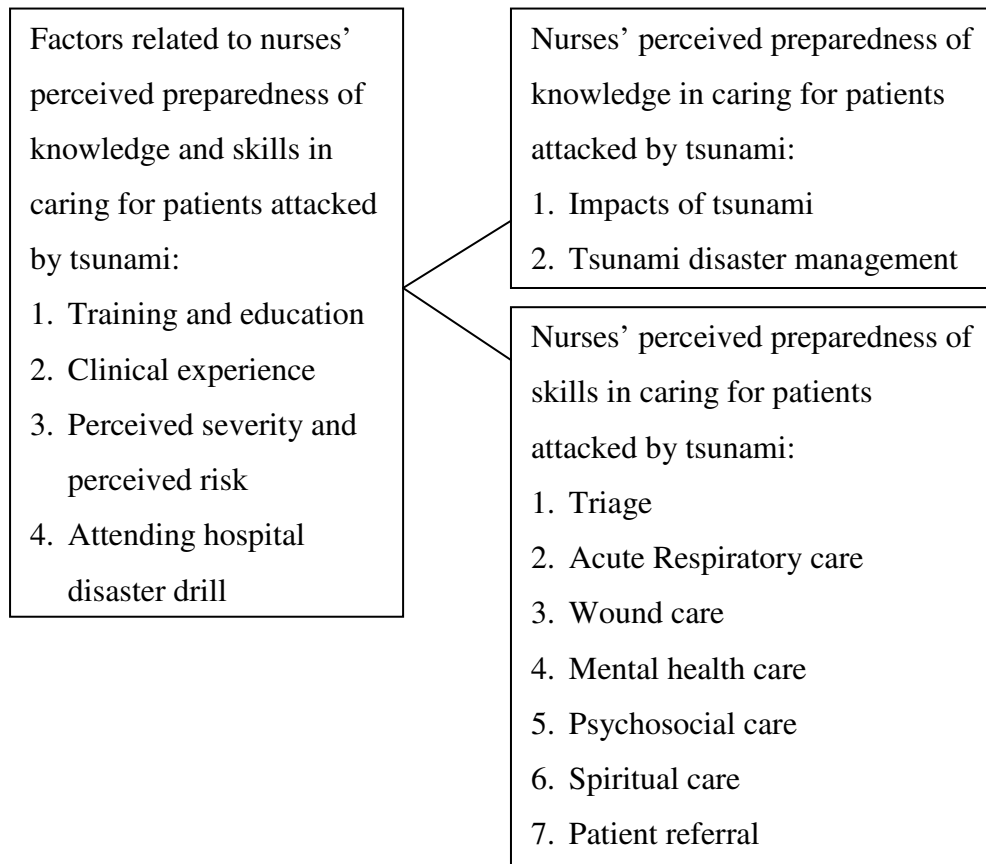 Factors related to nurses’
perceived preparedness of
knowledge and skills in
caring for patients attacked
by tsunami:
1. Training and education
2. Clinical experience
3. Perceived severity and
perceived risk
4. Attending hospital
disaster drill
Nurses’ perceived preparedness of
knowledge in caring for patients
attacked by tsunami:
1. Impacts of tsunami
2. Tsunami disaster management
Nurses’ perceived preparedness of
skills in caring for patients
attacked by tsunami:
1. Triage
2. Acute Respiratory care
3. Wound care
4. Mental health care
5. Psychosocial care
6. Spiritual care
7. Patient referral